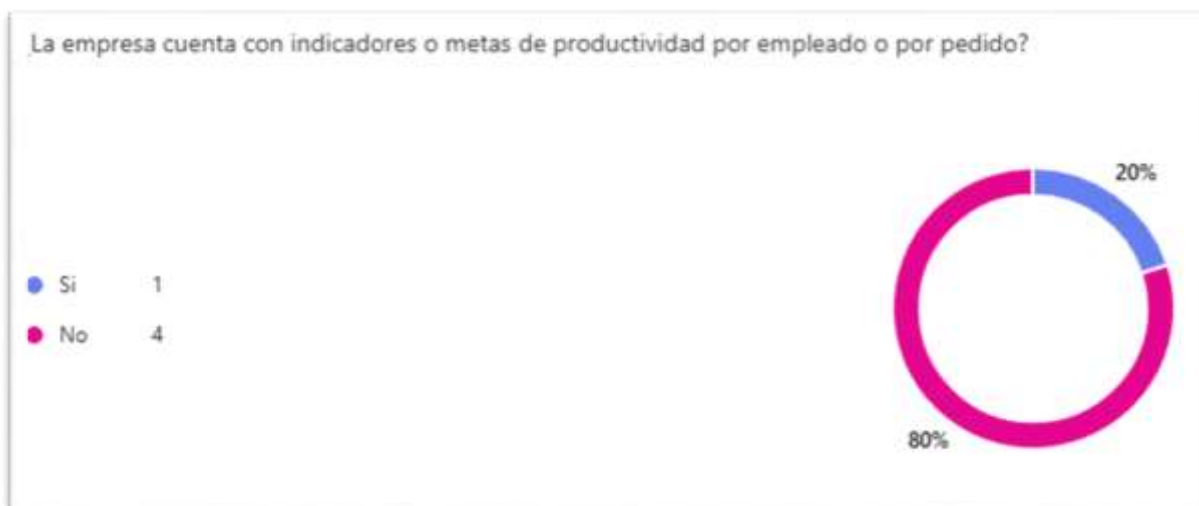 La empresa cuenta con indicadores o metas de productividad por empleado o por pedido?
20%
Si 1
No 4
80%